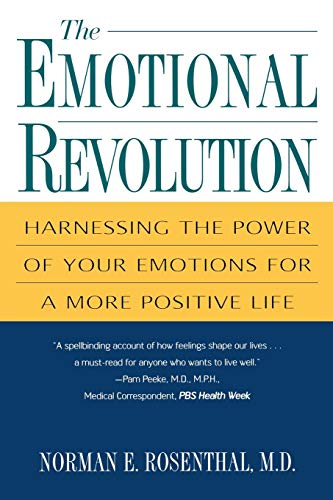 The
EMOTIONAL
REVOLUTION
HARNESSING THE POWER
OF YOUR EMOTIONS FOR
A MORE POSITIVE LIFE
"A spellbinding account of how feelings shape our lives . . .
a must-read for anyone who wants to live well."
—Pam Peeke, M.D., M.P.H.,
Medical Correspondent, PBS Health Week
NORMAN E. ROSENTHAL, M.D.